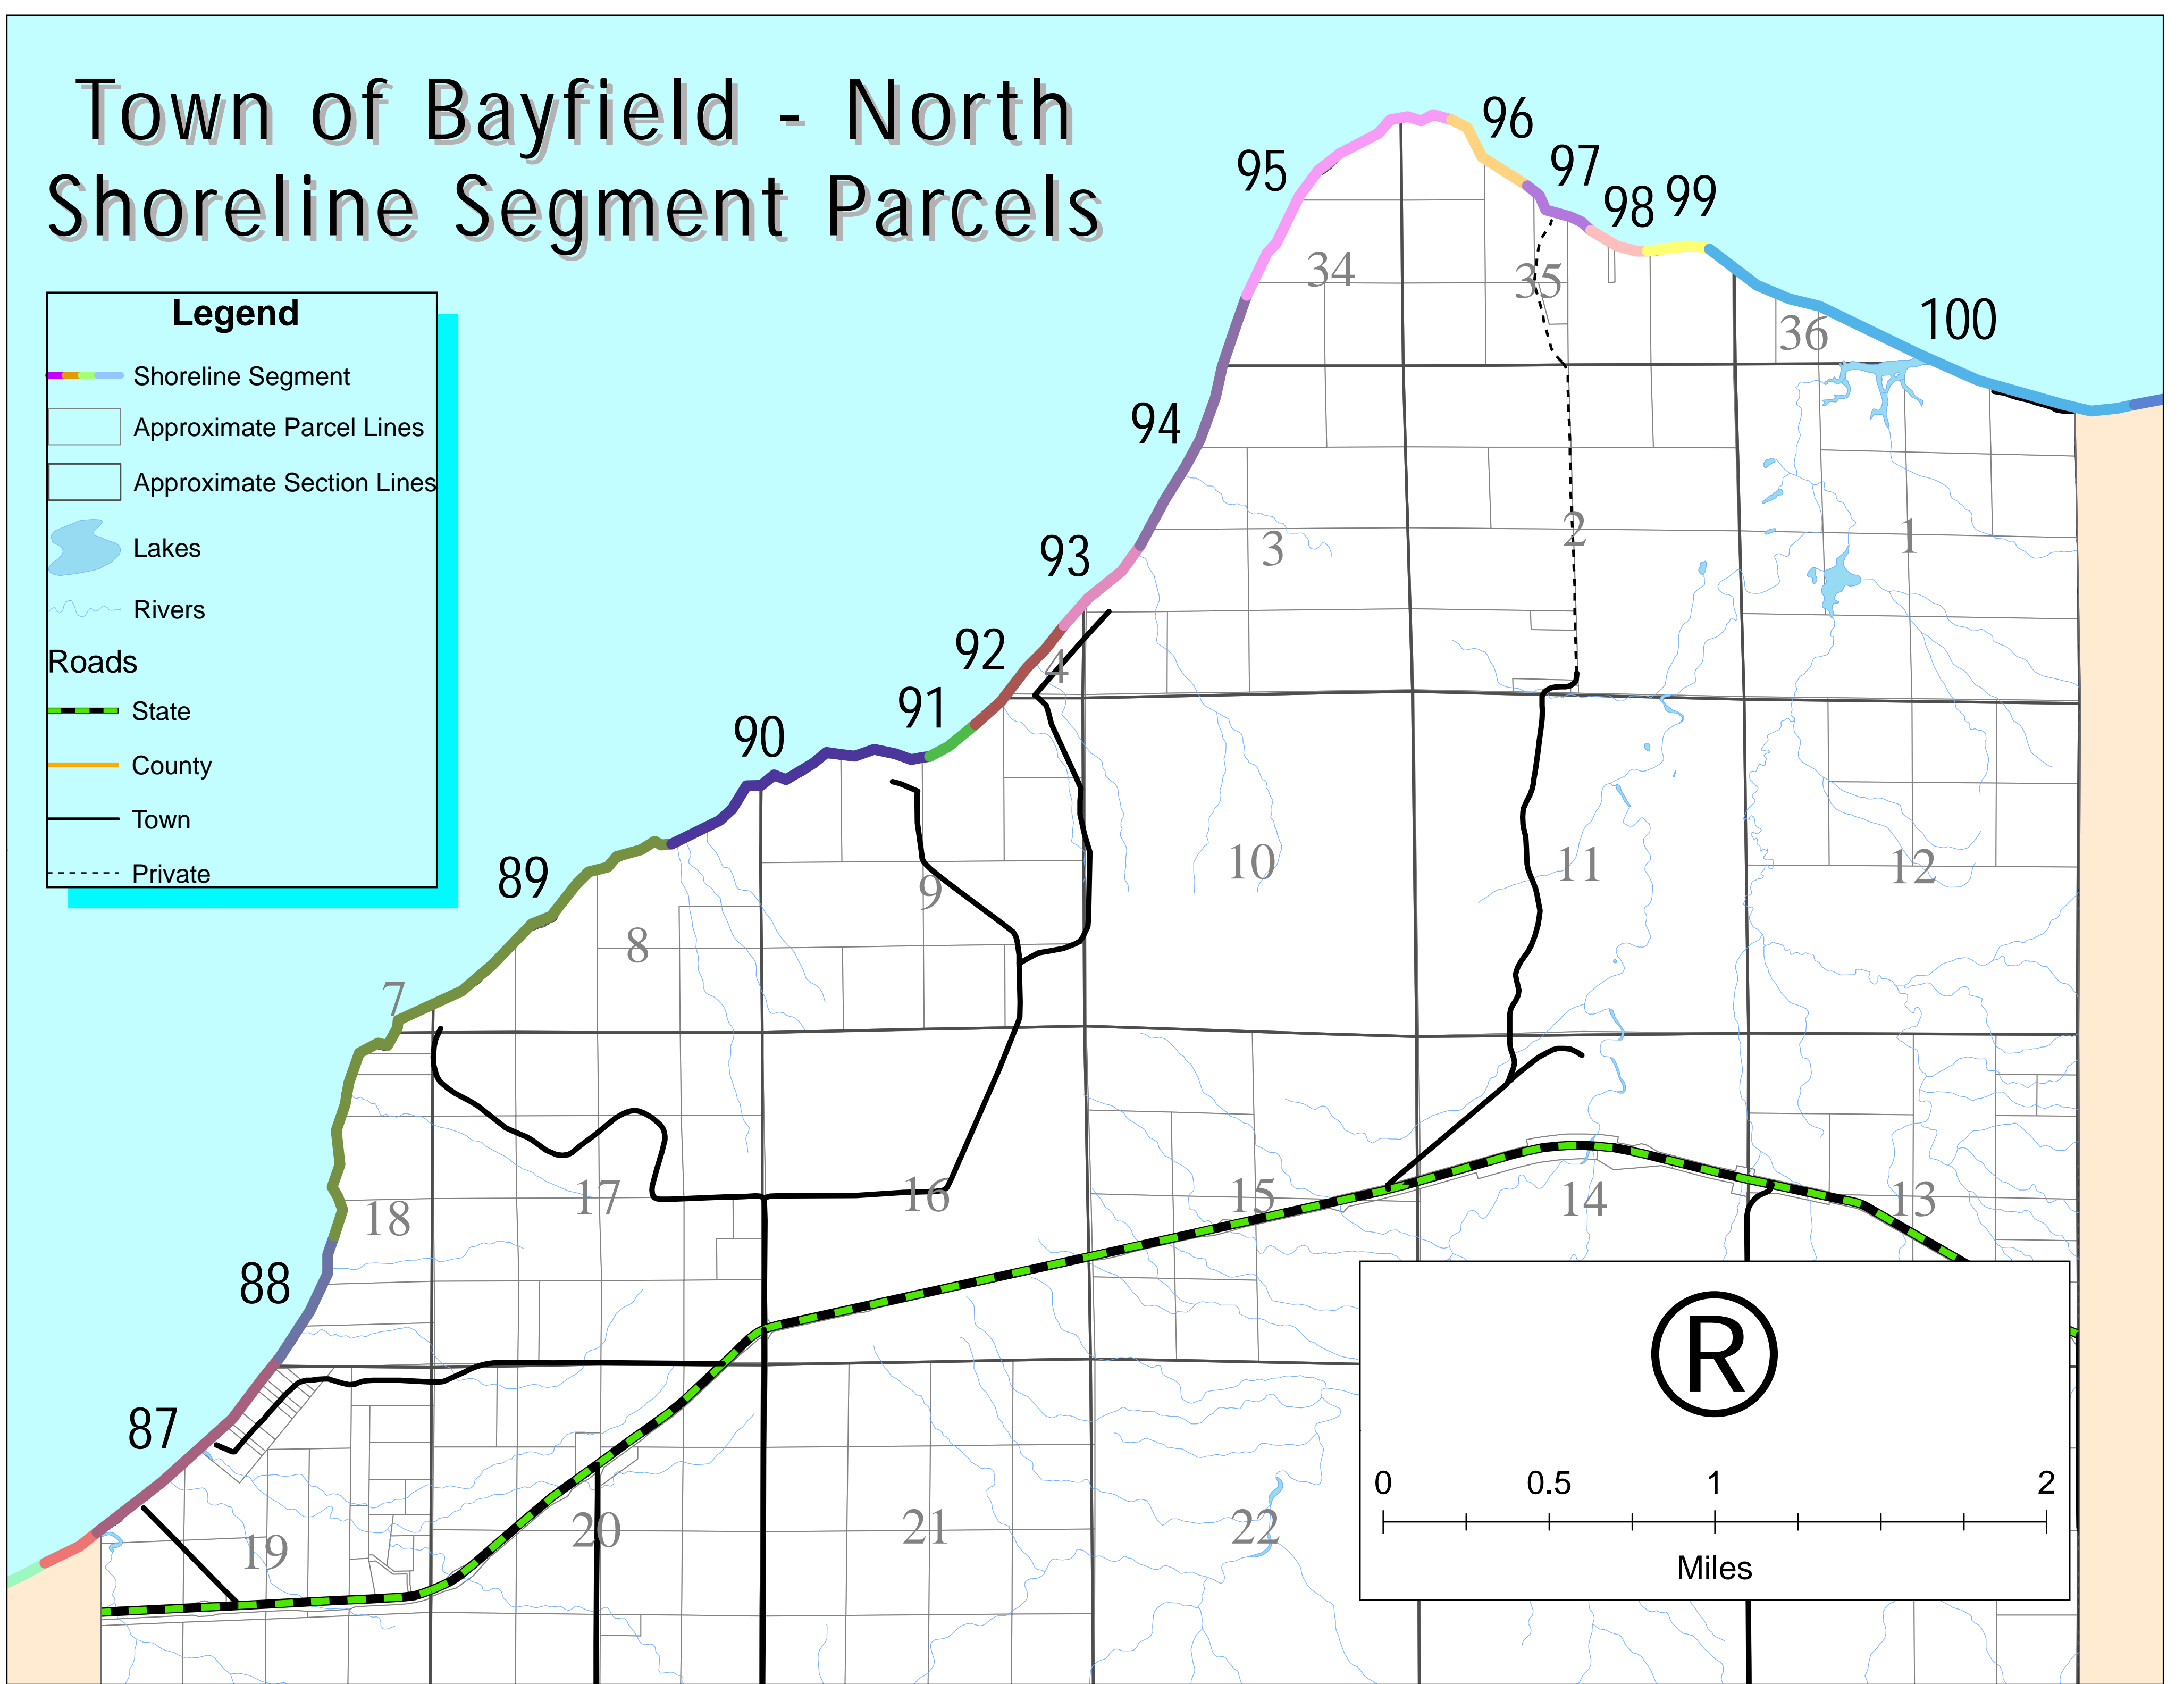 Town of Bayfield - North
Shoreline Segment Parcels
Legend
Shoreline Segment
Approximate Parcel Lines
Approximate Section Lines
Lakes
Rivers
Roads
State
County
Town
Private
96
97
95
98 99
34
35
100
36
94
93
3
2
1
92
4
91
90
89
10
11
12
9
8
7
18
17
16
15
14
13
88
87
19
20
21
22
®
0 0.5 1 2
Miles